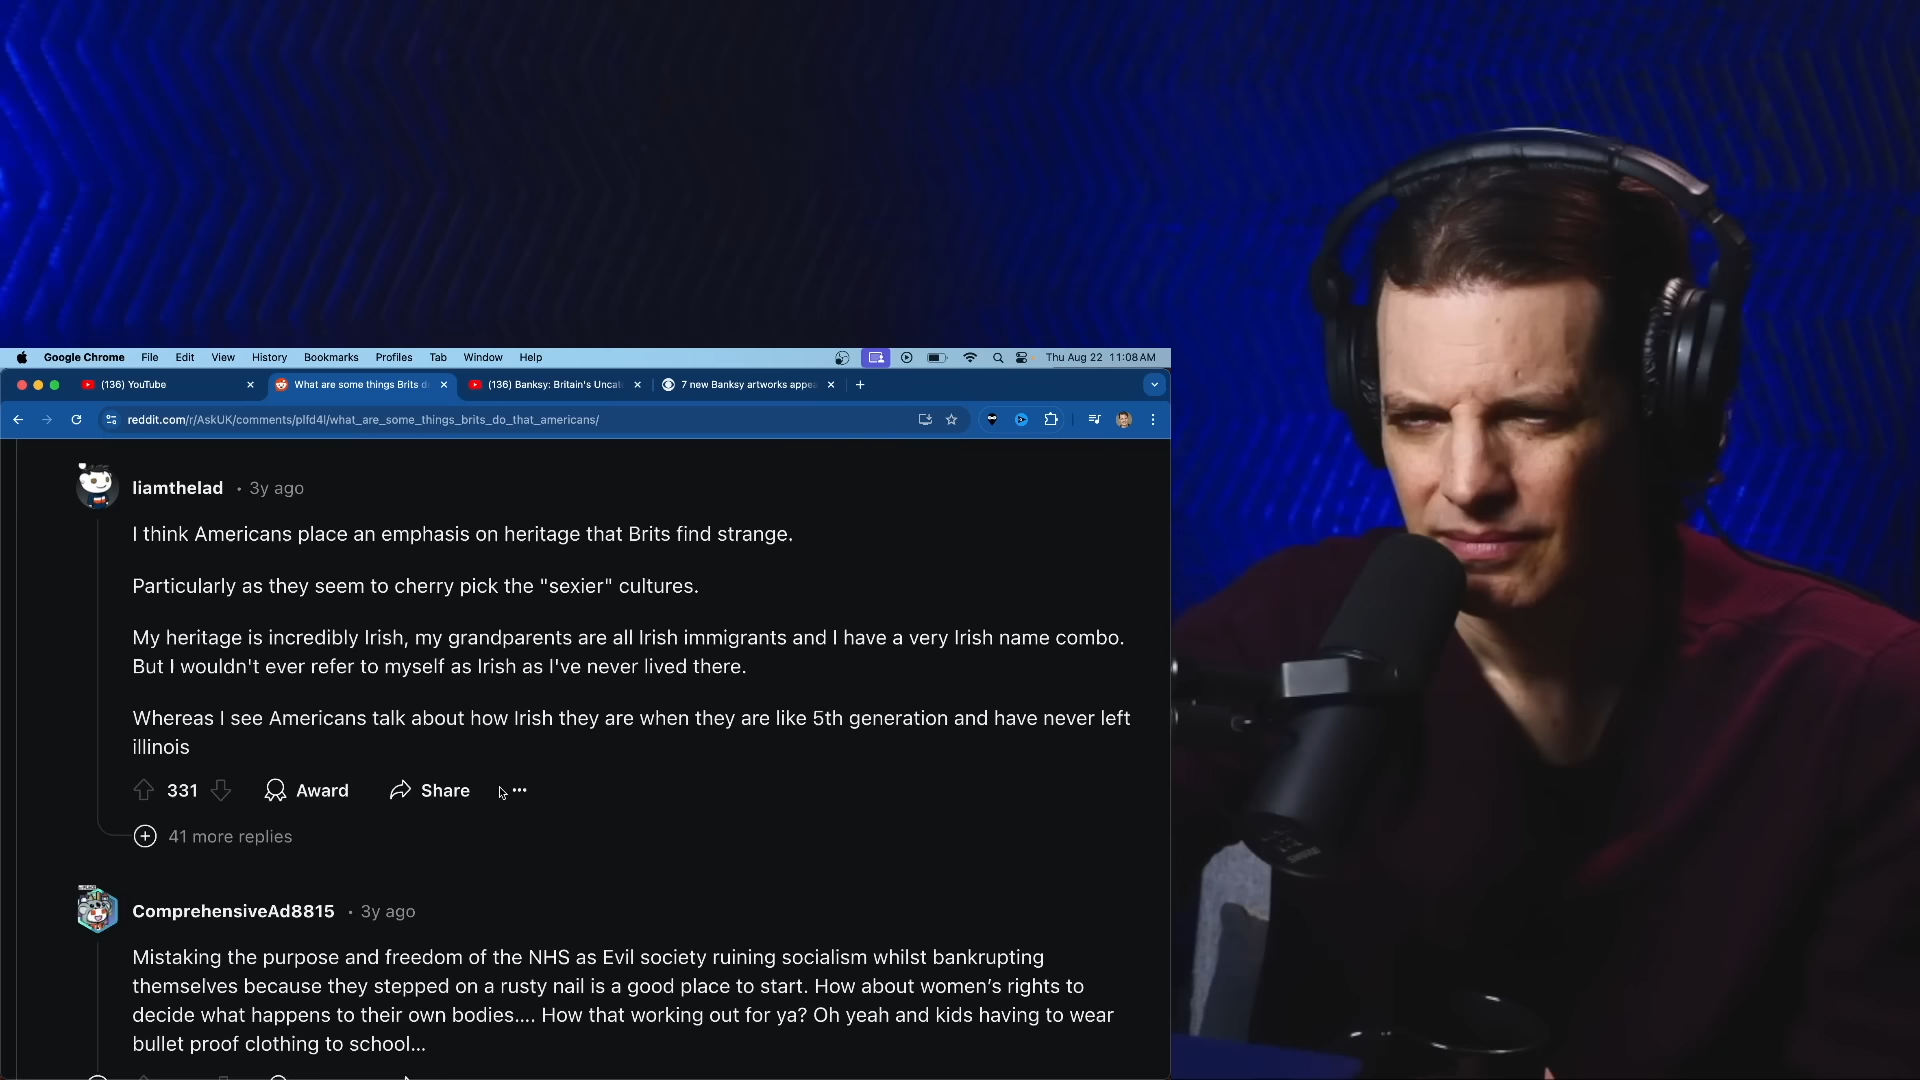 Google Chrome File Edit View History Bookmarks Profiles Tab Window Help Thu Aug 22 11:08 AM
(136) YouTube What are some things Brits d (136) Banksy: Britain's Uncat 7 new Banksy artworks appea
reddit.com/r/AskUK/comments/plfd4l/what_are_some_things_brits_do_that_americans/
liamthelad • 3y ago
I think Americans place an emphasis on heritage that Brits find strange.
Particularly as they seem to cherry pick the "sexier" cultures.
My heritage is incredibly Irish, my grandparents are all Irish immigrants and I have a very Irish name combo.
But I wouldn't ever refer to myself as Irish as I've never lived there.
Whereas I see Americans talk about how Irish they are when they are like 5th generation and have never left
illinois
331 Award Share
41 more replies
ComprehensiveAd8815 • 3y ago
Mistaking the purpose and freedom of the NHS as Evil society ruining socialism whilst bankrupting
themselves because they stepped on a rusty nail is a good place to start. How about women’s rights to
decide what happens to their own bodies…. How that working out for ya? Oh yeah and kids having to wear
bullet proof clothing to school…